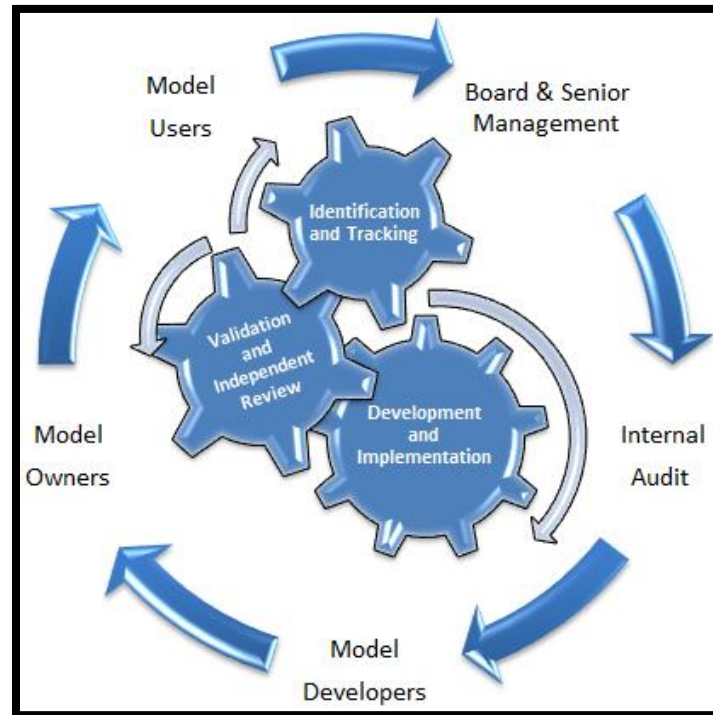 Model
Users
Board & Senior
Management
Identification
and Tracking
Validation
and
Independent
Review
Development
and
Implementation
Model
Owners
Internal
Audit
Model
Developers